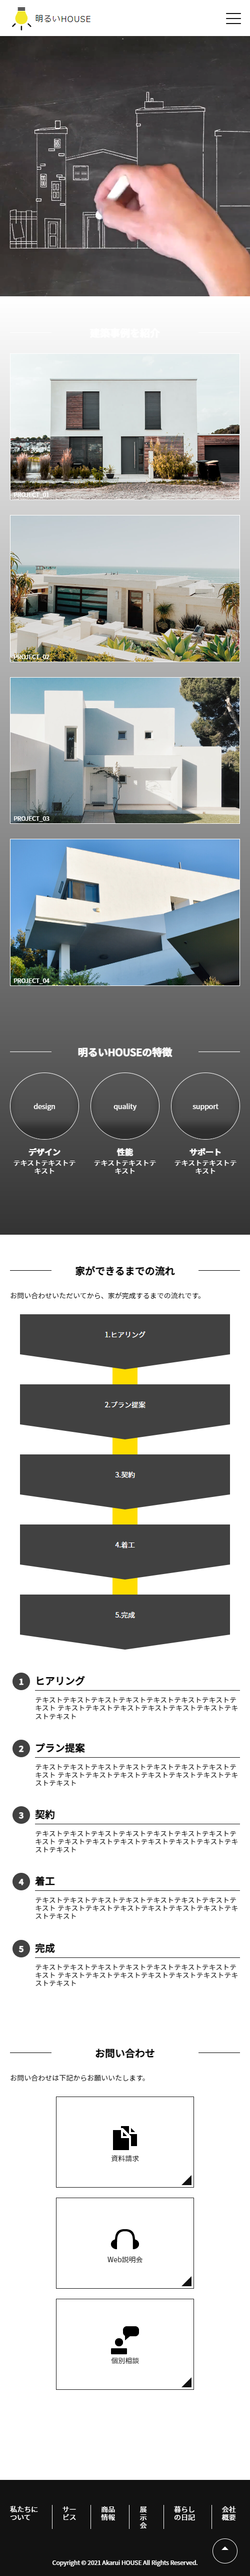 明るいHOUSE
建築事例を紹介
PROJECT_01
PROJECT_02
PROJECT_03
PROJECT_04
明るいHOUSEの特徴
design
quality
support
デザイン
性能
サポート
テキストテキストテ
キスト
テキストテキストテ
キスト
テキストテキストテ
キスト
家ができるまでの流れ
お問い合わせいただいてから、家が完成するまでの流れです。
1.ヒアリング
2.プラン提案
3.契約
4.着工
5.完成
1 ヒアリング
テキストテキストテキストテキストテキストテキストテキストテ
キスト テキストテキストテキストテキストテキストテキストテキ
ストテキスト
2 プラン提案
テキストテキストテキストテキストテキストテキストテキストテ
キスト テキストテキストテキストテキストテキストテキストテキ
ストテキスト
3 契約
テキストテキストテキストテキストテキストテキストテキストテ
キスト テキストテキストテキストテキストテキストテキストテキ
ストテキスト
4 着工
テキストテキストテキストテキストテキストテキストテキストテ
キスト テキストテキストテキストテキストテキストテキストテキ
ストテキスト
5 完成
テキストテキストテキストテキストテキストテキストテキストテ
キスト テキストテキストテキストテキストテキストテキストテキ
ストテキスト
お問い合わせ
お問い合わせは下記からお願いいたします。
資料請求
Web説明会
個別相談
私たちに
ついて
サー
ビス
商品
情報
展
示
会
暮らし
の日記
会社
概要
Copyright © 2021 Akarui HOUSE All Rights Reserved.